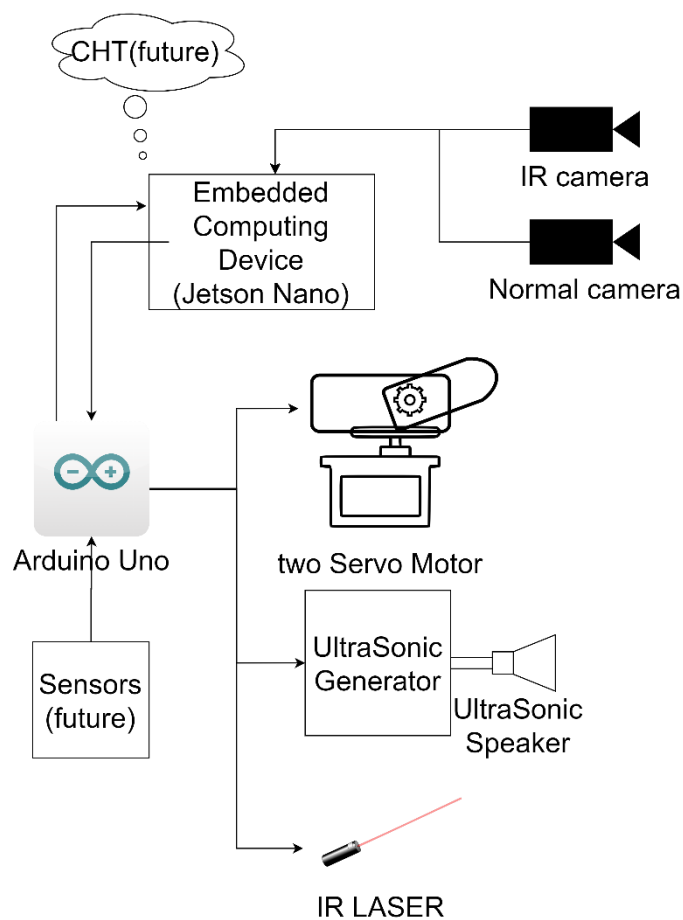 CHT(future)
Embedded
Computing
Device
(Jetson Nano)
IR camera
Normal camera
Arduino Uno
two Servo Motor
Sensors
(future)
UltraSonic
Generator
UltraSonic
Speaker
IR LASER